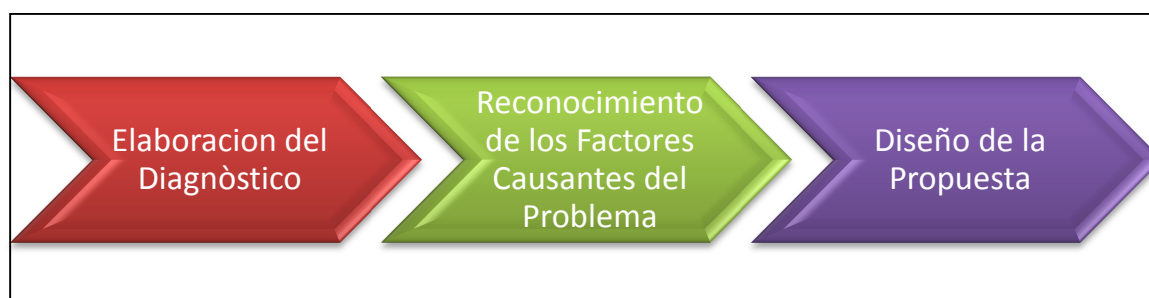 Elaboracion del
Diagnòstico
Reconocimiento
de los Factores
Causantes del
Problema
Diseño de la
Propuesta